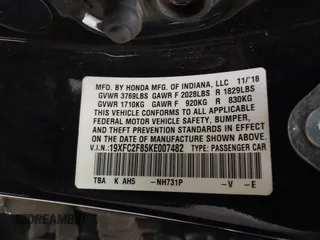 MFD. BY HONDA MFG. OF INDIANA, LLC 11/'18
GVWR 3769LBS GAWR F 2028LBS R 1829LBS
GVWR 1710KG GAWR F 920KG R 830KG
THIS VEHICLE CONFORMS TO ALL APPLICABLE
FEDERAL MOTOR VEHICLE SAFETY, BUMPER,
AND THEFT PREVENTION STANDARDS IN
EFFECT ON THE DATE OF MANUFACTURE
SHOWN ABOVE.
V.I.N.: 19XFC2F85KE007482 TYPE: PASSENGER CAR
TBA K AH5 -NH731P -V -E